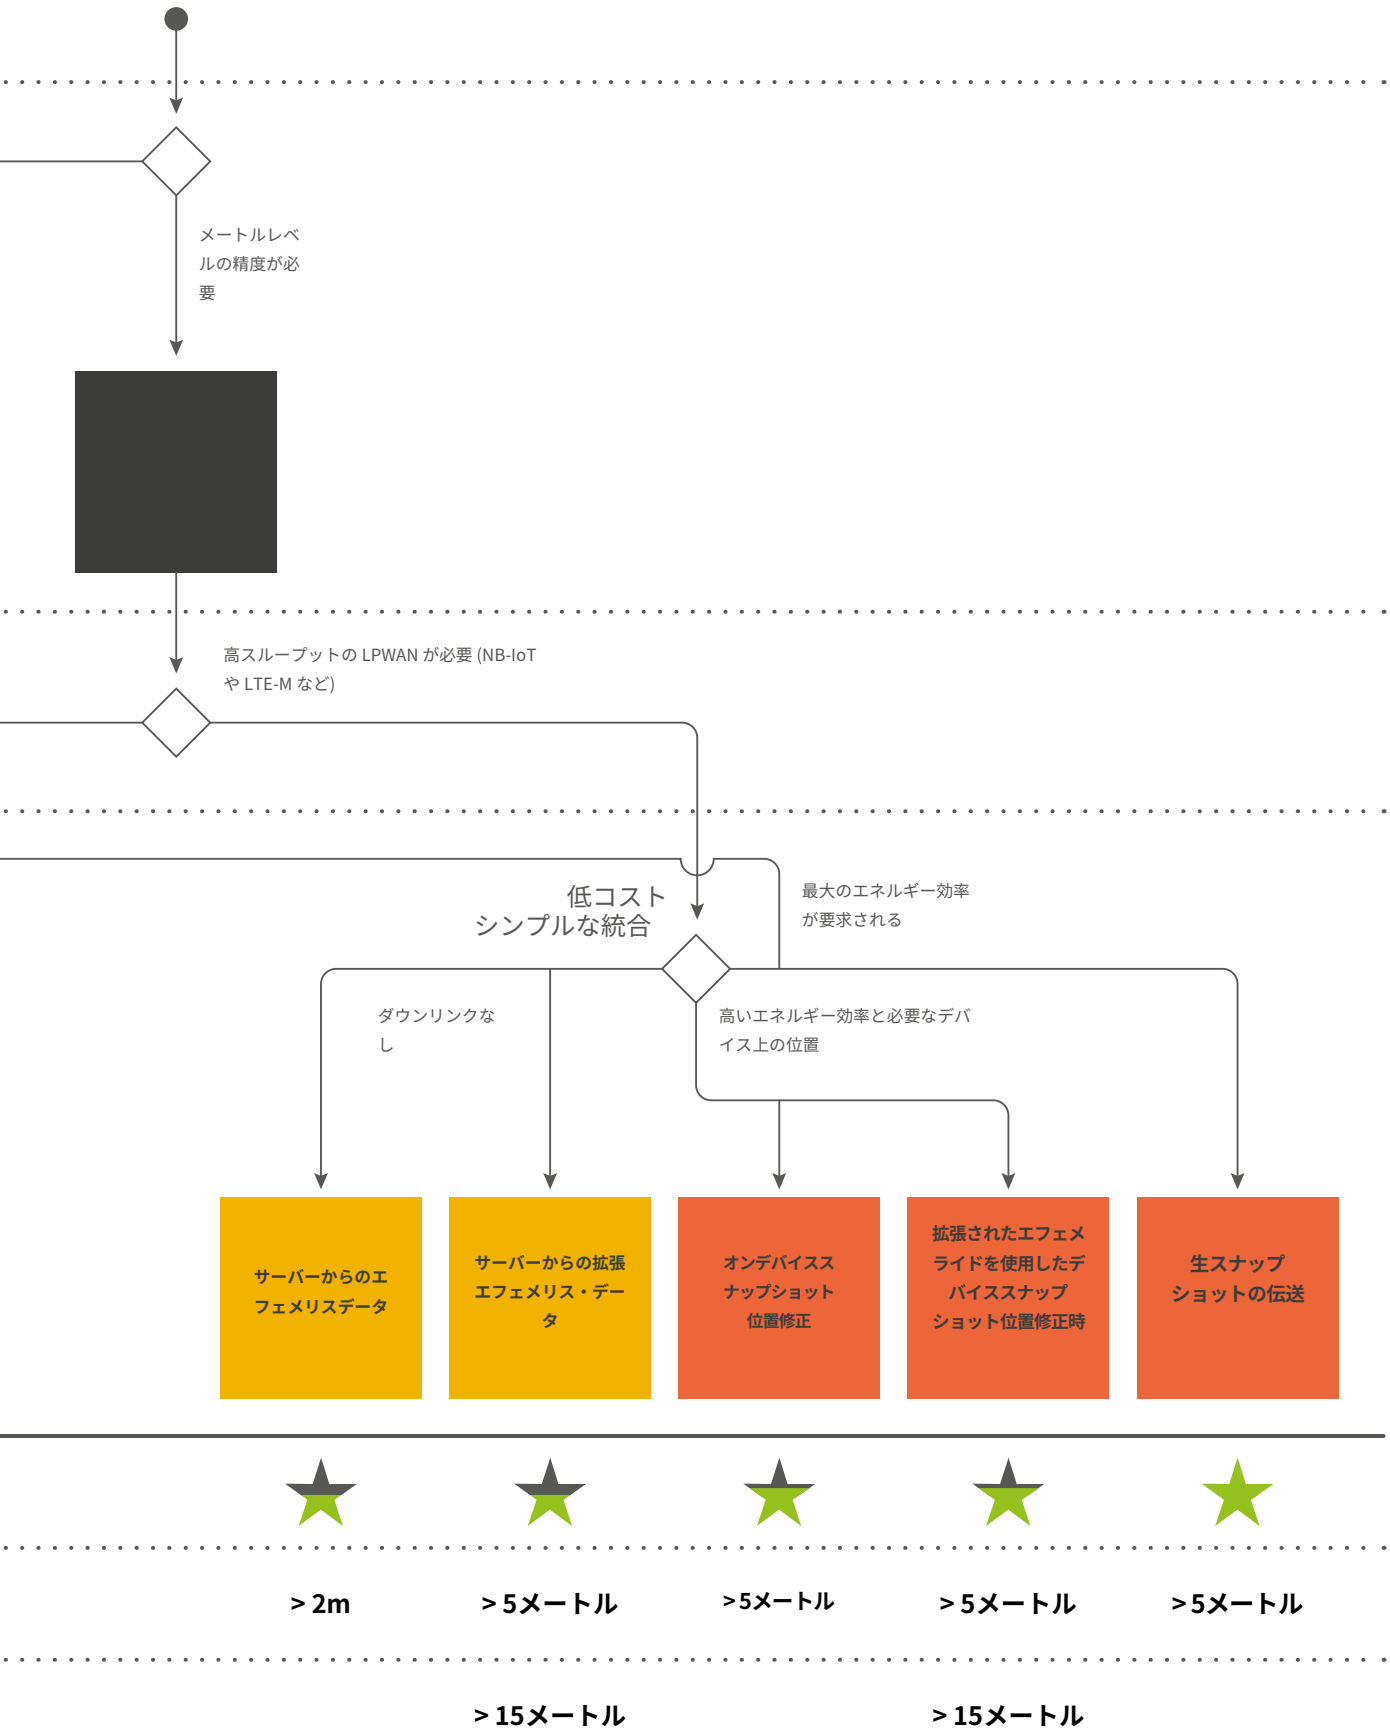 メートルレベ
ルの精度が必
要
高スループットの LPWAN が必要 (NB-IoT
や LTE-M など)
低コスト
シンプルな統合
最大のエネルギー効率
が要求される
ダウンリンクな
し
高いエネルギー効率と必要なデバ
イス上の位置
サーバーからのエ
フェメリスデータ
サーバーからの拡張
エフェメリス・デー
タ
オンデバイスス
ナップショット
位置修正
拡張されたエフェメ
ライドを使用したデ
バイススナップ
ショット位置修正時
生スナップ
ショットの伝送
> 2m
> 5メートル
> 5メートル
> 5メートル
> 5メートル
> 15メートル
> 15メートル